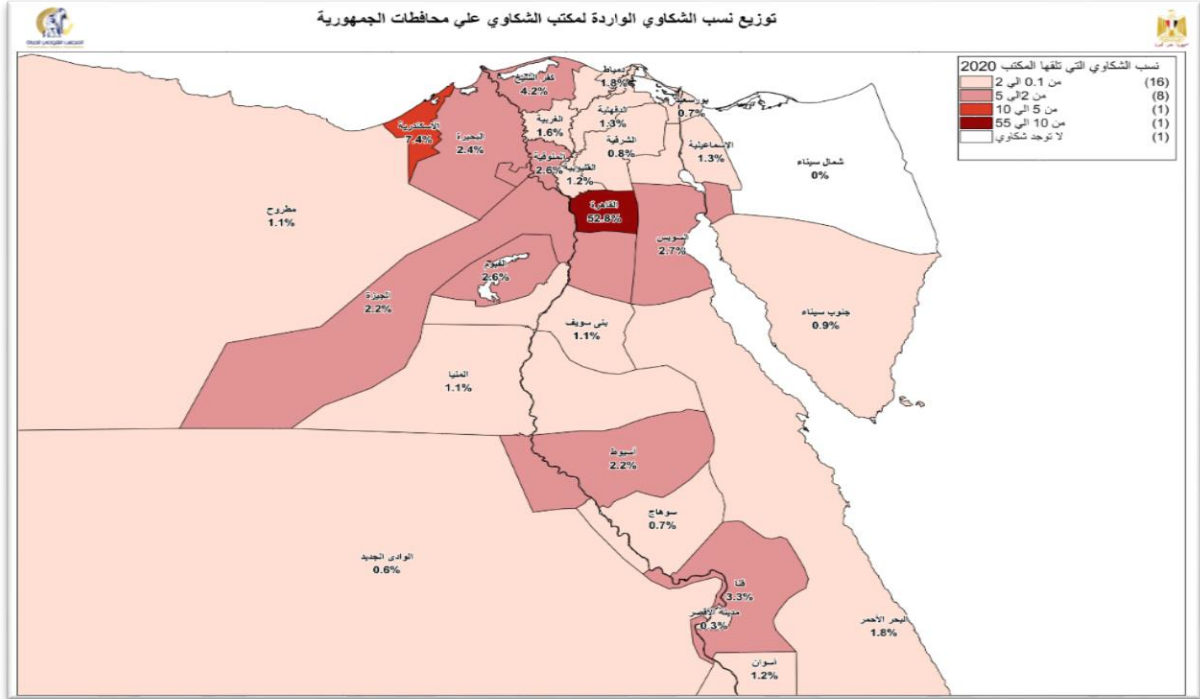 توزيع نسب الشكاوي الواردة لمكتب الشكاوي علي محافظات الجمهورية
نسب الشكاوي التي تلقها المكتب 2020
من 0.1 الي 2 (16)
من 2الي 5 (8)
من 5 الي 10 (1)
من 10 الي 55 (1)
لا توجد شكاوي (1)
دمياط
1.8%
كفر الشيخ
4.2%
بورسعيد
0.7%
الدقهلية
1.3%
الاسكندرية
7.4%
الغربية
1.6%
البحيرة
2.4%
الشرقية
0.8%
الاسماعيلية
1.3%
المنوفية
2.6%
القليوبية
1.2%
شمال سيناء
0%
القاهرة
52.8%
مطروح
1.1%
السويس
2.7%
الفيوم
2.6%
الجيزة
2.2%
جنوب سيناء
0.9%
بنى سويف
1.1%
المنيا
1.1%
أسيوط
2.2%
سوهاج
0.7%
الوادى الجديد
0.6%
قنا
3.3%
مدينة الأقصر
0.3%
البحر الأحمر
1.8%
أسوان
1.2%